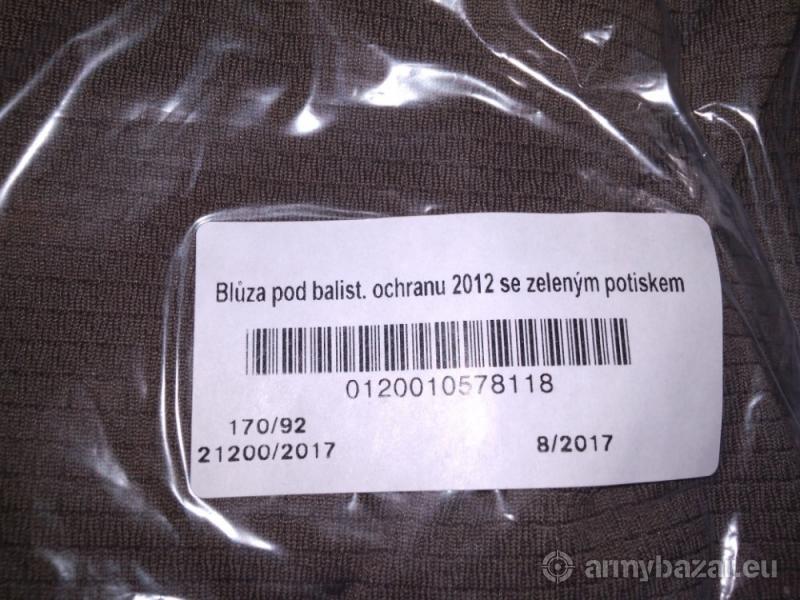 Blůza pod balist. ochranu 2012 se zeleným potiskem
0120010578118
170/92
21200/2017
8/2017
armybazar.eu